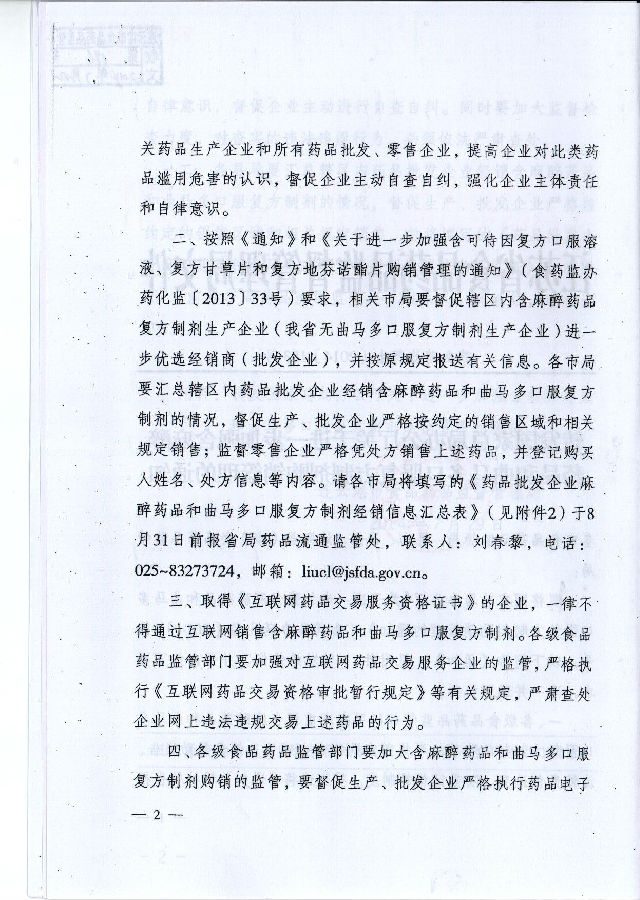 关药品生产企业和所有药品批发、零售企业，提高企业对此类药
品滥用危害的认识，督促企业主动自查自纠，强化企业主体责任
和自律意识。
二、按照《通知》和《关于进一步加强含可待因复方口服溶
液、复方甘草片和复方地芬诺酯片购销管理的通知》（食药监办
药化监【2013】33号）要求，相关市局要督促辖区内含麻醉药品
复方制剂生产企业（我省无曲马多口服复方制剂生产企业）进一
步优选经销商（批发企业），并按原规定报送有关信息。各市局
要汇总辖区内药品批发企业经销含麻醉药品和曲马多口服复方
制剂的情况，督促生产、批发企业严格按约定的销售区域和相关
规定销售；监督零售企业严格凭处方销售上述药品，并登记购买
人姓名、处方信息等内容。请各市局将填写的《药品批发企业麻
醉药品和曲马多口服复方制剂经销信息汇总表》（见附件2）于8
月31日前报省局药品流通监管处，联系人：刘春黎，电话：
025-83273724，邮箱：liucl@jsfda.gov.cn。
三、取得《互联网药品交易服务资格证书》的企业，一律不
得通过互联网销售含麻醉药品和曲马多口服复方制剂。各级食品
药品监管部门要加强对互联网药品交易服务企业的监管，严格执
行《互联网药品交易资格审批暂行规定》等有关规定，严肃查处
企业网上违法违规交易上述药品的行为。
四、各级食品药品监管部门要加大含麻醉药品和曲马多口服
复方制剂购销的监管，要督促生产、批发企业严格执行药品电子
— 2 —